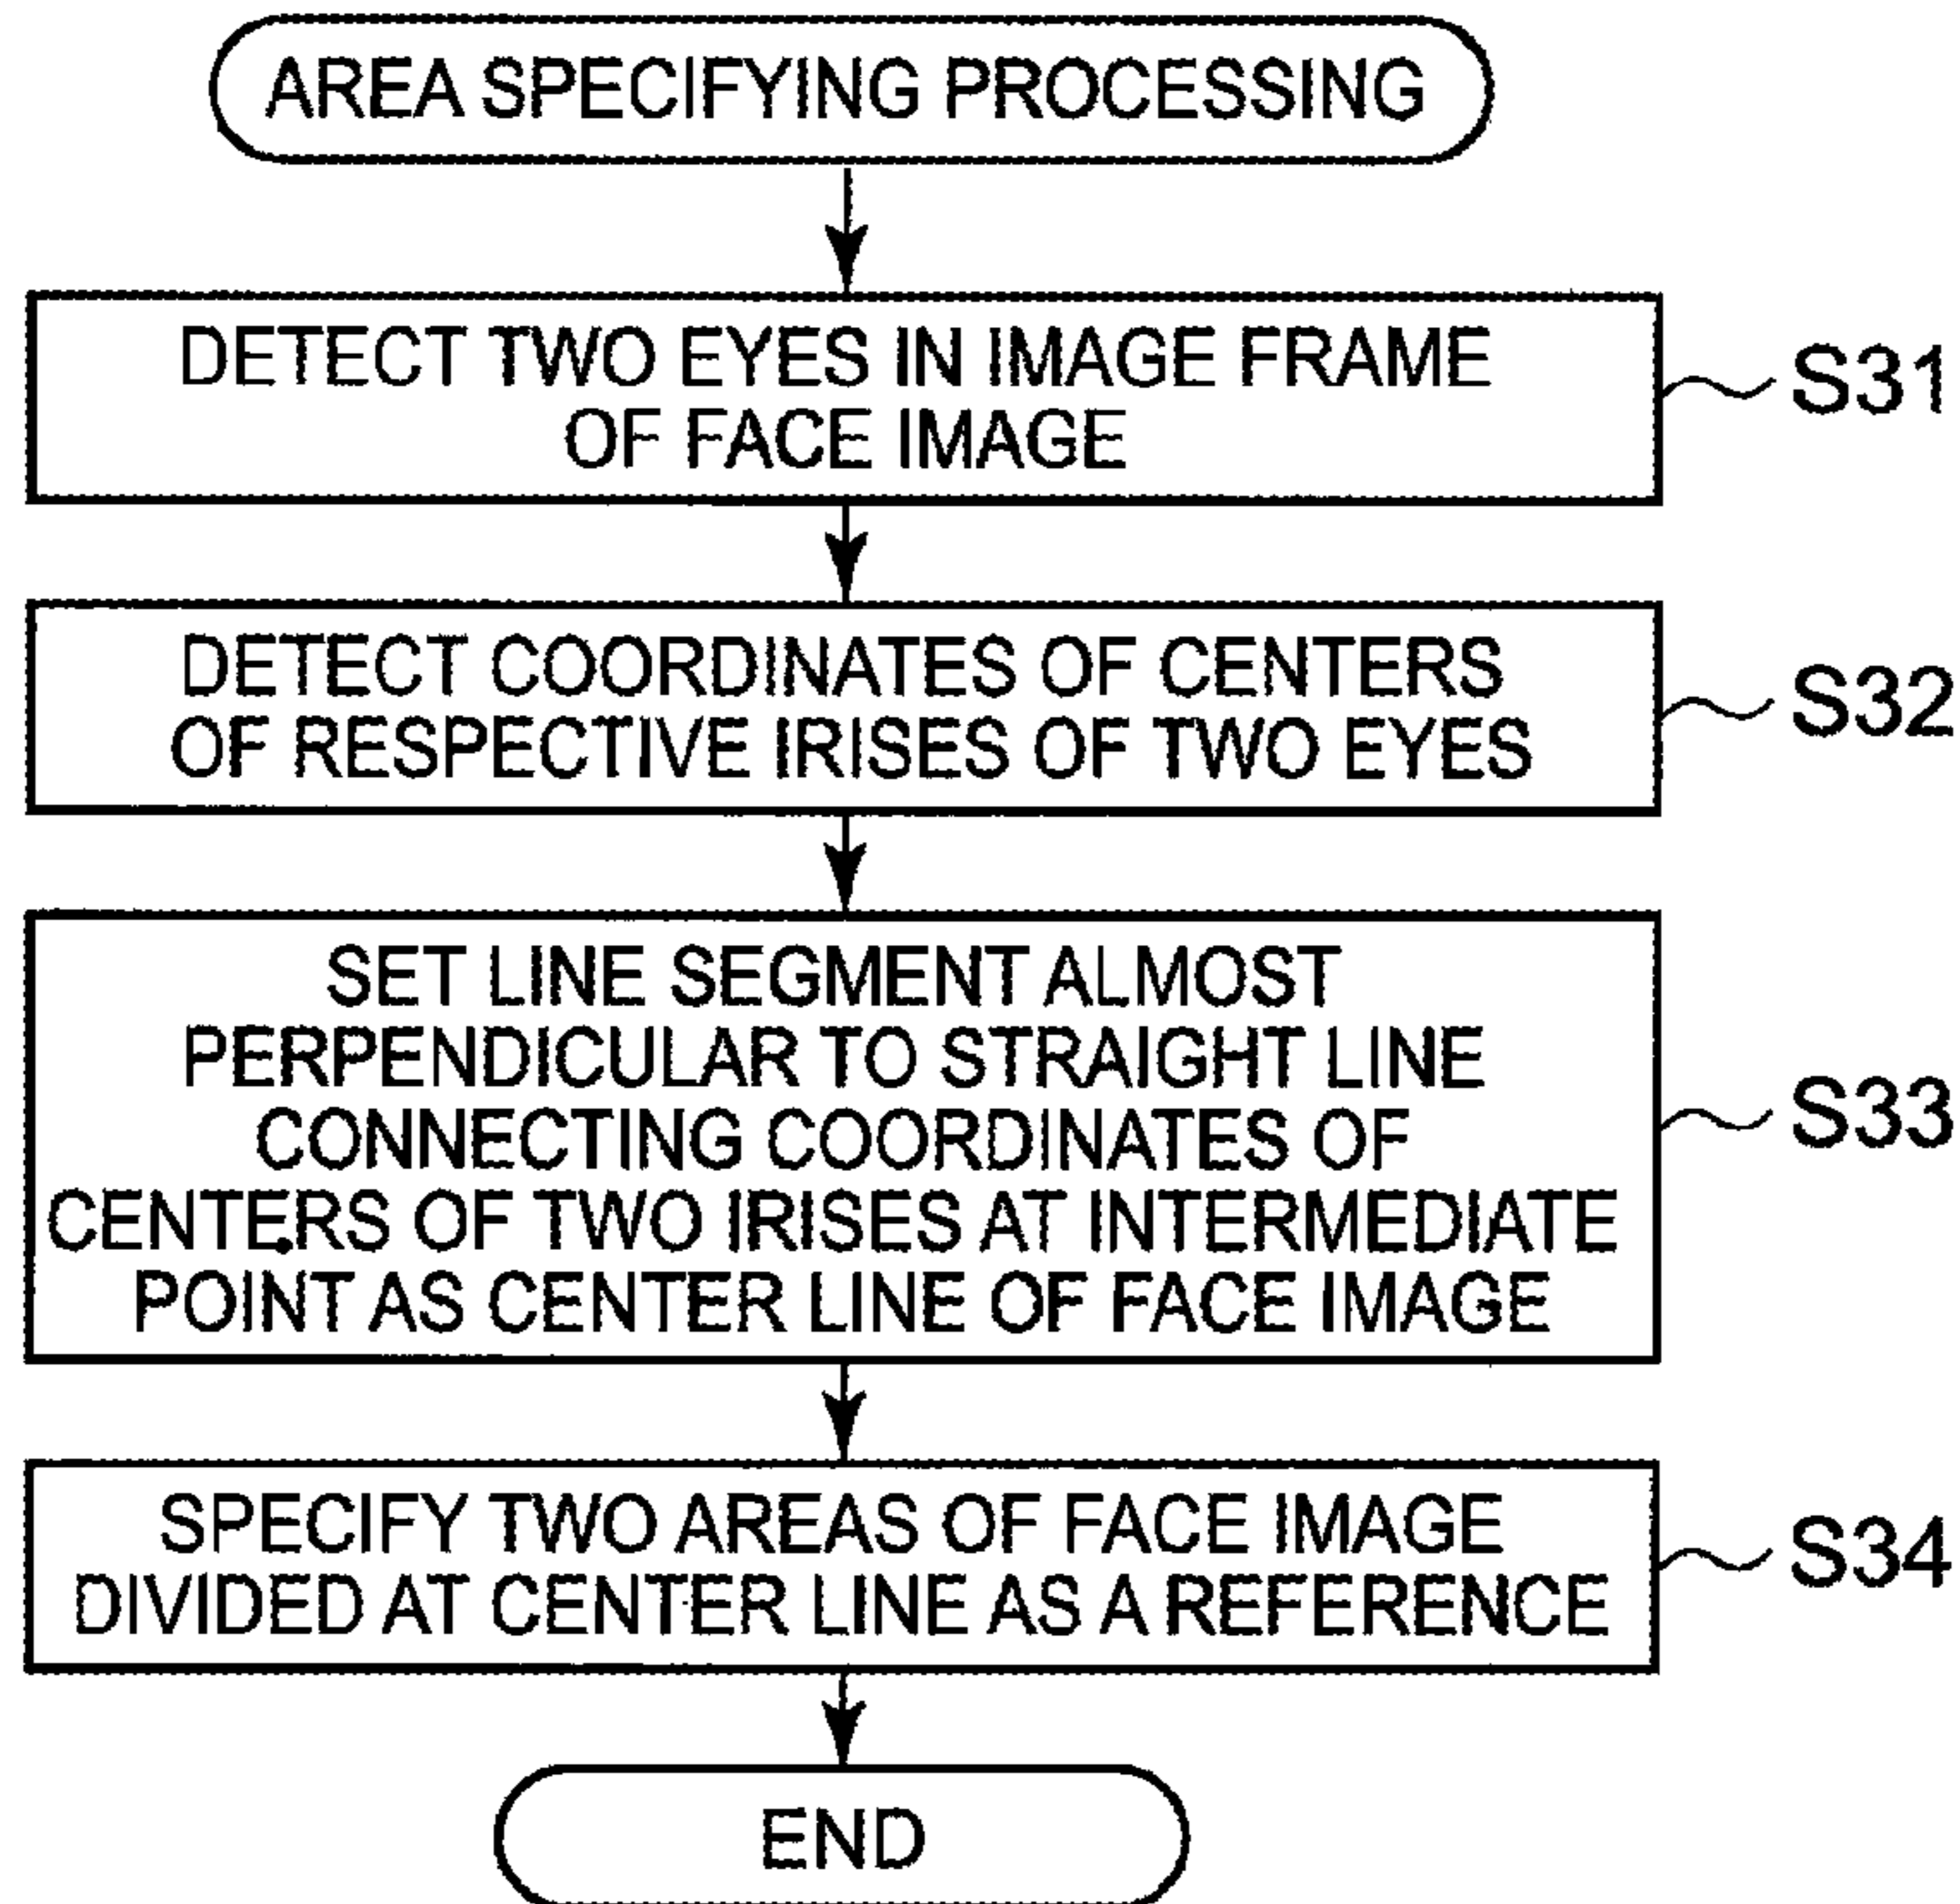 AREA SPECIFYING PROCESSING
DETECT TWO EYES IN IMAGE FRAME
OF FACE IMAGE
S31
DETECT COORDINATES OF CENTERS
OF RESPECTIVE IRISES OF TWO EYES
S32
SET LINE SEGMENT ALMOST
PERPENDICULAR TO STRAIGHT LINE
CONNECTING COORDINATES OF
CENTERS OF TWO IRISES AT INTERMEDIATE
POINT AS CENTER LINE OF FACE IMAGE
S33
SPECIFY TWO AREAS OF FACE IMAGE
DIVIDED AT CENTER LINE AS A REFERENCE
S34
END